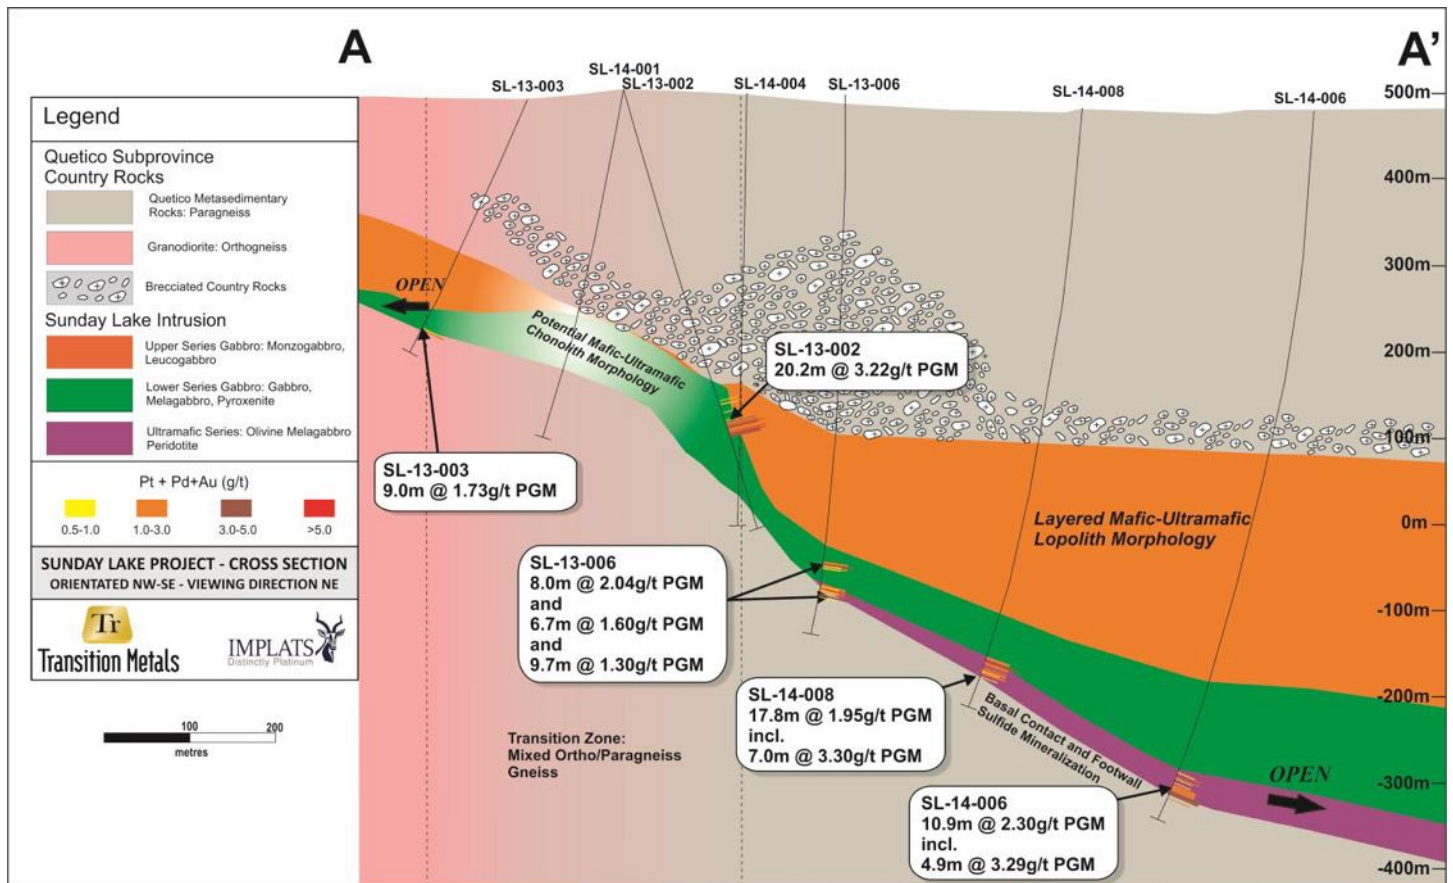 A
A’
SL-13-003
SL-14-001
SL-13-002
SL-14-004
SL-13-006
SL-14-008
SL-14-006
500m
400m
300m
200m
100m
0m
-100m
-200m
-300m
-400m
Legend
Quetico Subprovince
Country Rocks
Quetico Metasedimentary
Rocks: Paragneiss
Granodiorite: Orthogneiss
Brecciated Country Rocks
Sunday Lake Intrusion
Upper Series Gabbro: Monzogabbro,
Leucogabbro
Lower Series Gabbro: Gabbro,
Melagabbro, Pyroxenite
Ultramafic Series: Olivine Melagabbro
Peridotite
Pt + Pd+Au (g/t)
0.5-1.0
1.0-3.0
3.0-5.0
>5.0
SUNDAY LAKE PROJECT - CROSS SECTION
ORIENTATED NW-SE - VIEWING DIRECTION NE
Tr
Transition Metals
IMPLATS
Distinctly Platinum
100
200
metres
OPEN
Potential Mafic-Ultramafic
Chonolith Morphology
SL-13-002
20.2m @ 3.22g/t PGM
SL-13-003
9.0m @ 1.73g/t PGM
Layered Mafic-Ultramafic
Lopolith Morphology
SL-13-006
8.0m @ 2.04g/t PGM
and
6.7m @ 1.60g/t PGM
and
9.7m @ 1.30g/t PGM
SL-14-008
17.8m @ 1.95g/t PGM
incl.
7.0m @ 3.30g/t PGM
Basal Contact and Footwall
Sulfide Mineralization
Transition Zone:
Mixed Ortho/Paragneiss
Gneiss
OPEN
SL-14-006
10.9m @ 2.30g/t PGM
incl.
4.9m @ 3.29g/t PGM